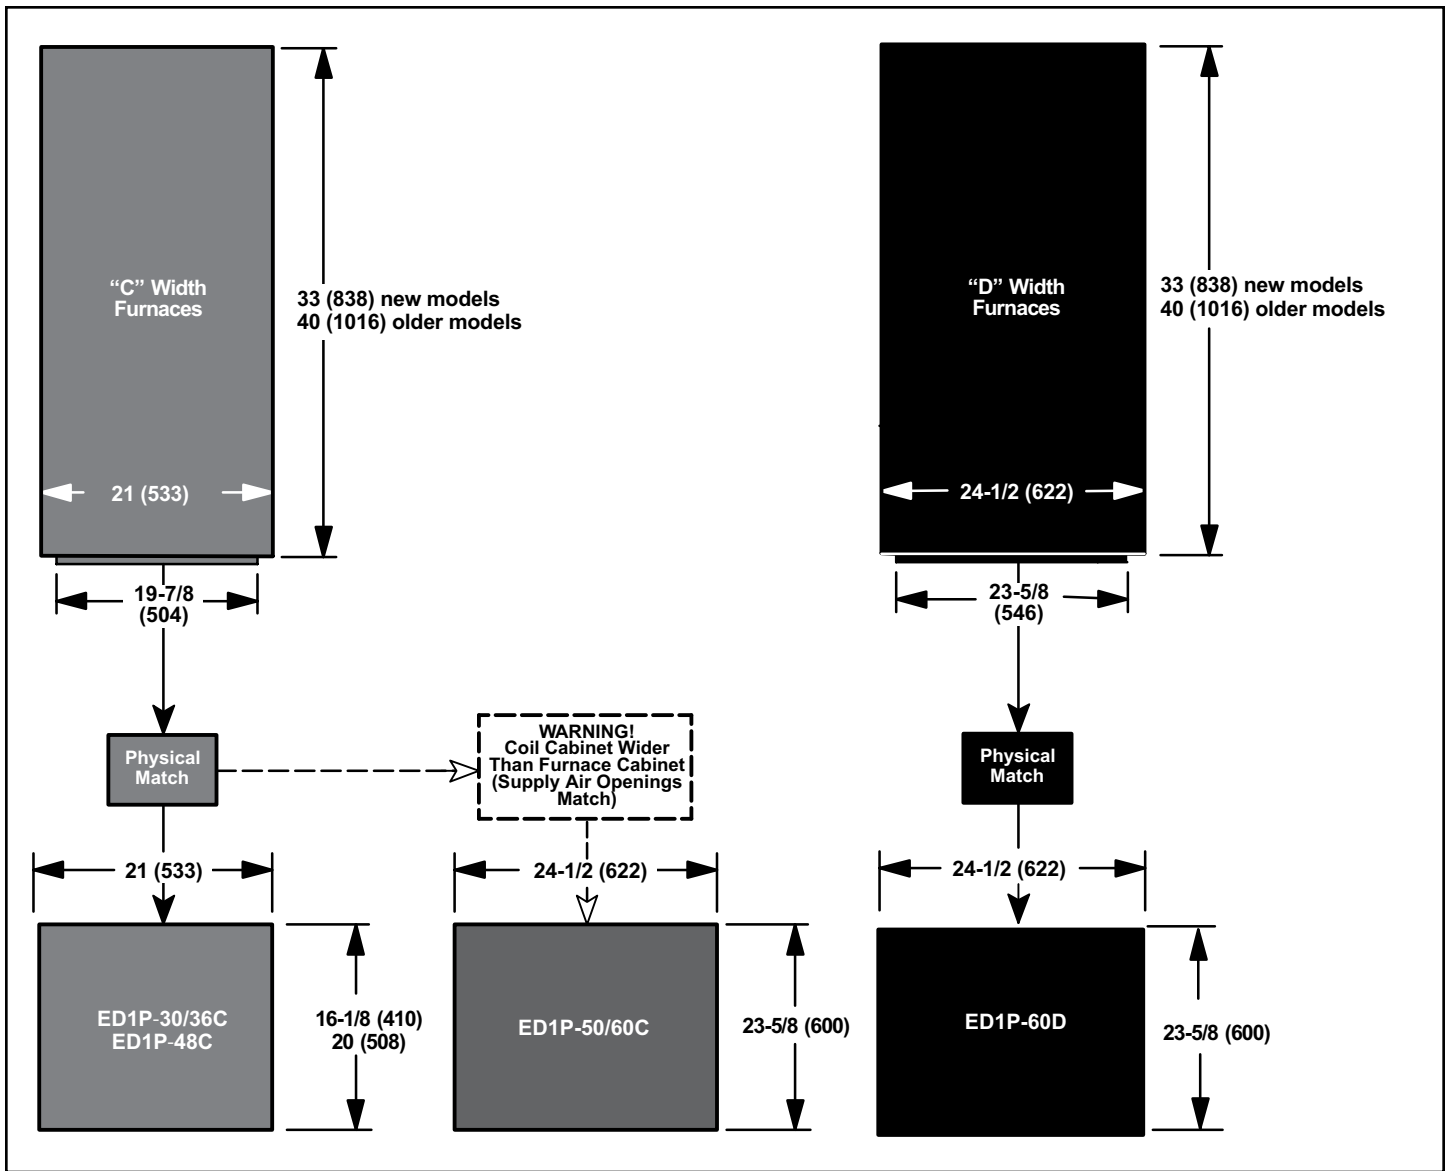 “C” Width
Furnaces
33 (838) new models
40 (1016) older models
21 (533)
19-7/8
(504)
“D” Width
Furnaces
33 (838) new models
40 (1016) older models
24-1/2 (622)
23-5/8
(546)
Physical
Match
WARNING!
Coil Cabinet Wider
Than Furnace Cabinet
(Supply Air Openings
Match)
Physical
Match
21 (533)
24-1/2 (622)
24-1/2 (622)
ED1P-30/36C
ED1P-48C
16-1/8 (410)
20 (508)
ED1P-50/60C
23-5/8 (600)
ED1P-60D
23-5/8 (600)